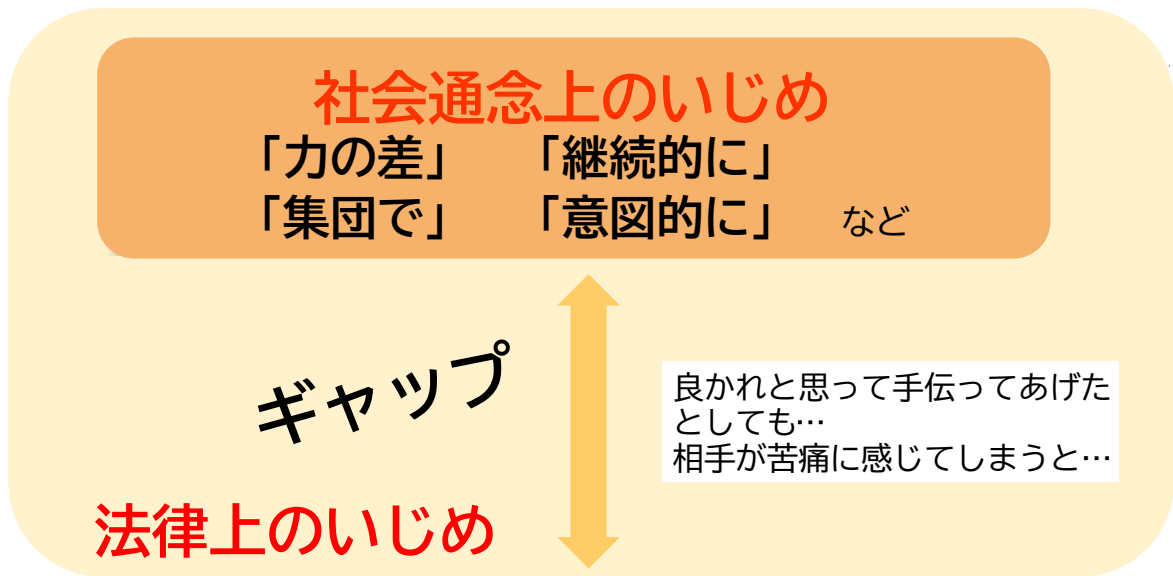 社会通念上のいじめ
「力の差」 「継続的に」
「集団で」 「意図的に」 など
ギャップ
良かれと思って手伝ってあげた
としても…
相手が苦痛に感じてしまうと…
法律上のいじめ